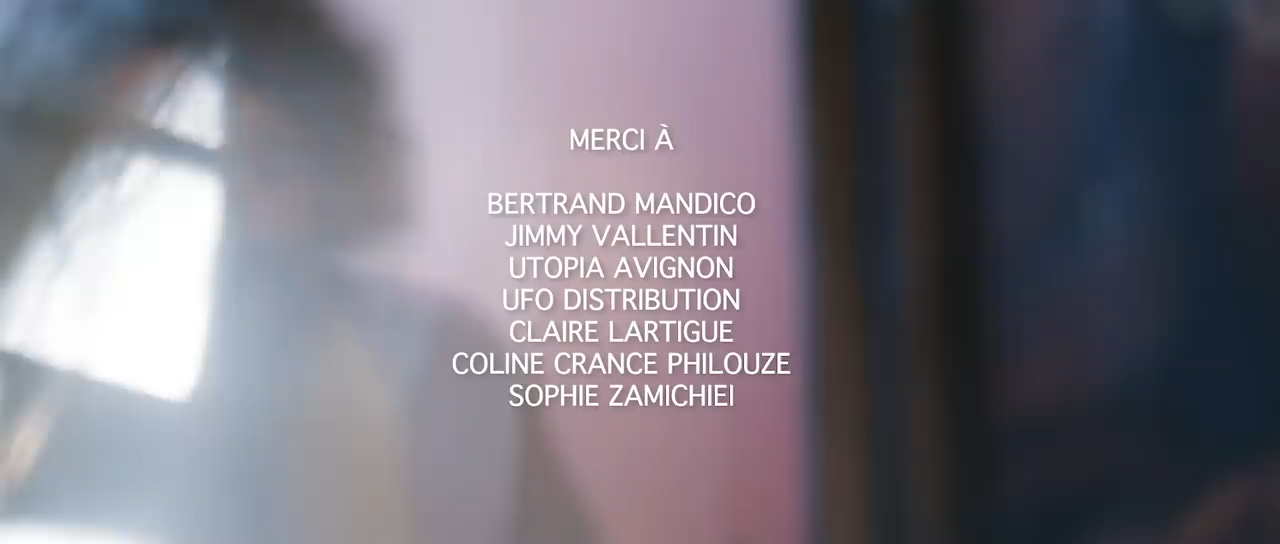 MERCI À
BERTRAND MANDICO
JIMMY VALLENTIN
UTOPIA AVIGNON
UFO DISTRIBUTION
CLAIRE LARTIGUE
COLINE CRANCE PHILOUZE
SOPHIE ZAMICHIEI